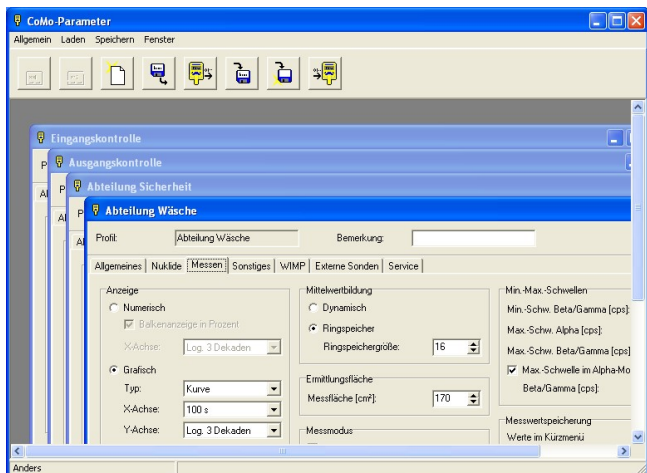 CoMo-Parameter
Allgemein Laden Speichern Fenster
Eingangskontrolle
Ausgangskontrolle
Abteilung Sicherheit
Abteilung Wäsche
Profil: Abteilung Wäsche Bemerkung:
Allgemeines Nuklide Messen Sonstiges WIMP Externe Sonden Service
Anzeige
Numerisch
Balkenanzeige in Prozent
X-Achse: Log. 3 Dekaden
Grafisch
Typ: Kurve
X-Achse: 100 s
Y-Achse: Log. 3 Dekaden
Mittelwertbildung
Dynamisch
Ringspeicher
Ringspeichergröße: 16
Ermittlungsfläche
Messfläche [cm²]: 170
Messmodus
Min.-Max.-Schwellen
Min.-Schw. Beta/Gamma [cps]:
Max.-Schw. Alpha [cps]:
Max.-Schw. Beta/Gamma [cps]
Max.-Schwelle im Alpha-Mo
Beta/Gamma [cps]:
Messwertspeicherung
Werte im Kürzmenü
Anders